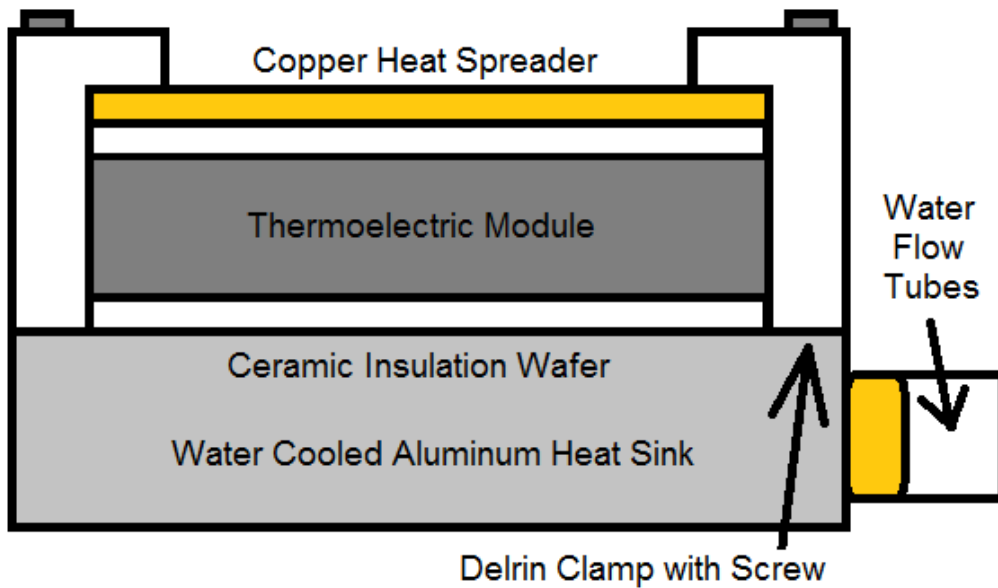 Copper Heat Spreader
Thermoelectric Module
Water
Flow
Tubes
Ceramic Insulation Wafer
Water Cooled Aluminum Heat Sink
Delrin Clamp with Screw